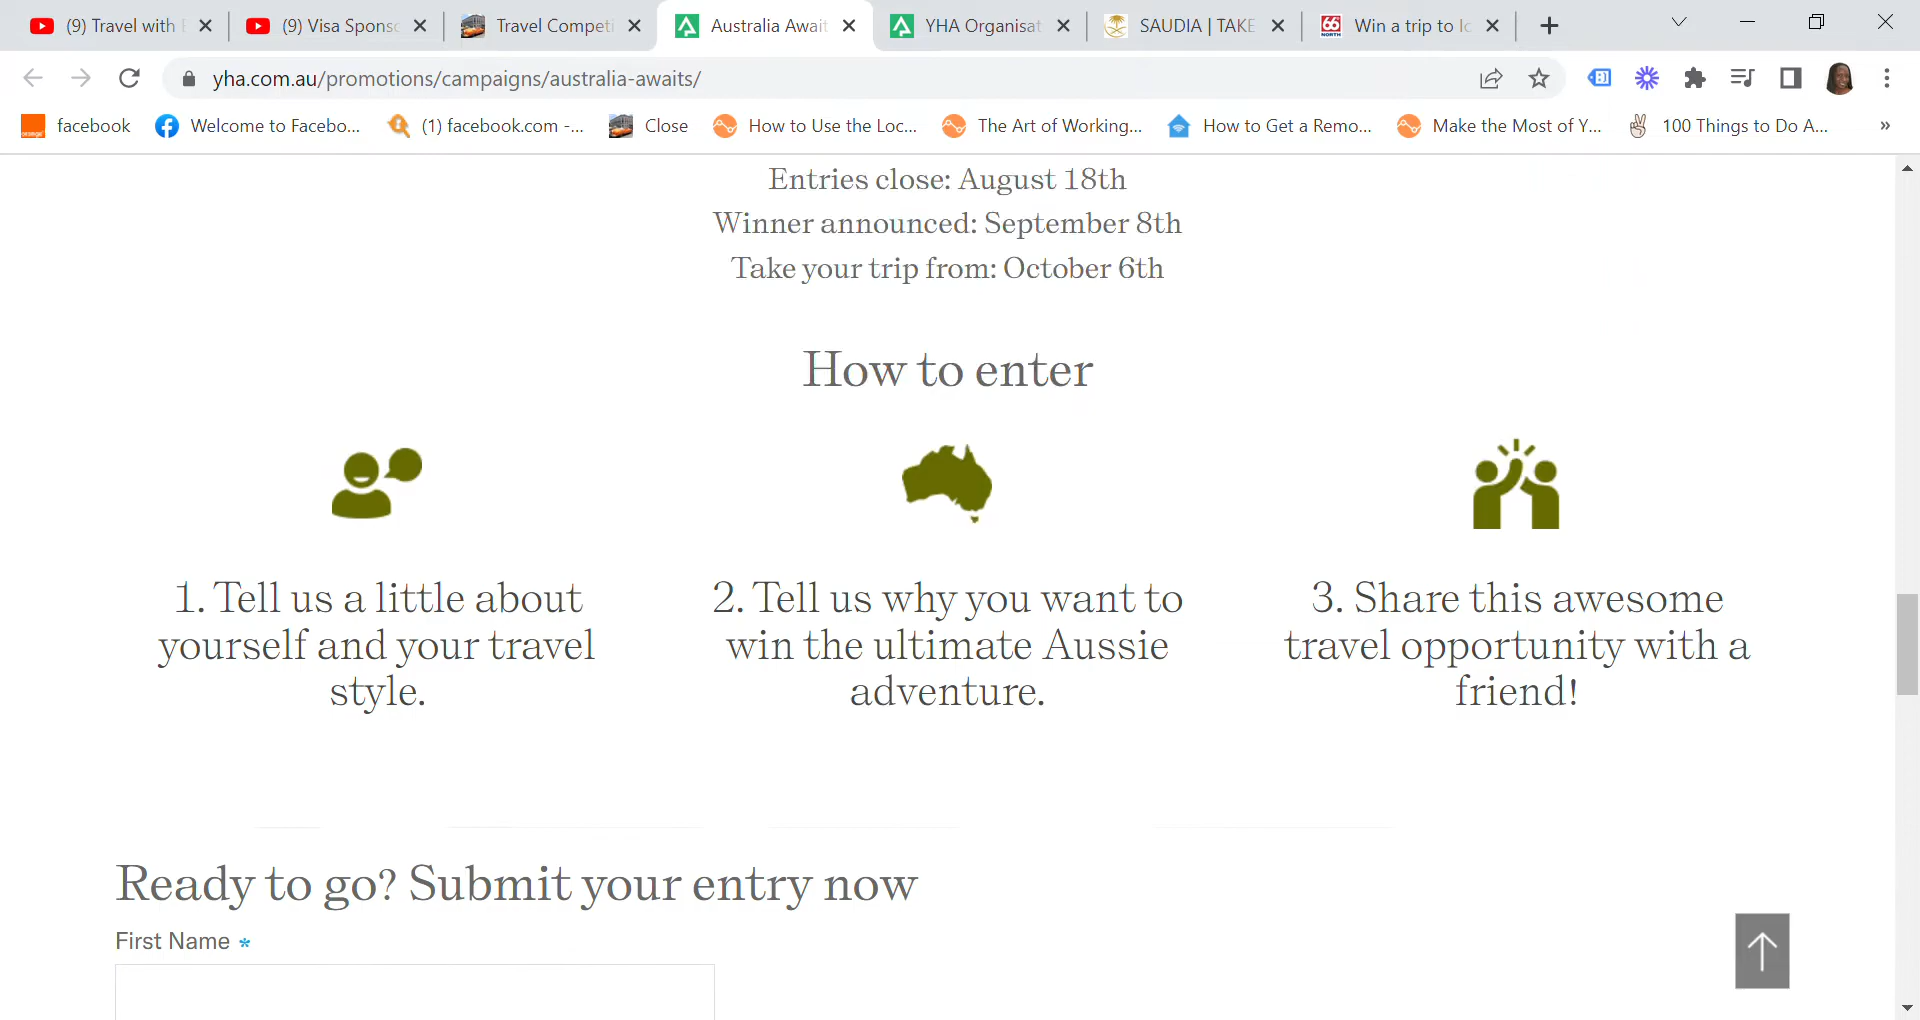 (9) Travel with
(9) Visa Spons
Travel Competi
Australia Await
YHA Organisat
SAUDIA | TAKE
66
NORTH
Win a trip to Ic
yha.com.au/promotions/campaigns/australia-awaits/
facebook
Welcome to Facebo...
(1) facebook.com -...
Close
How to Use the Loc...
The Art of Working...
How to Get a Remo...
Make the Most of Y...
100 Things to Do A...
»
Entries close: August 18th
Winner announced: September 8th
Take your trip from: October 6th
How to enter
1. Tell us a little about
yourself and your travel
style.
2. Tell us why you want to
win the ultimate Aussie
adventure.
3. Share this awesome
travel opportunity with a
friend!
Ready to go? Submit your entry now
First Name *